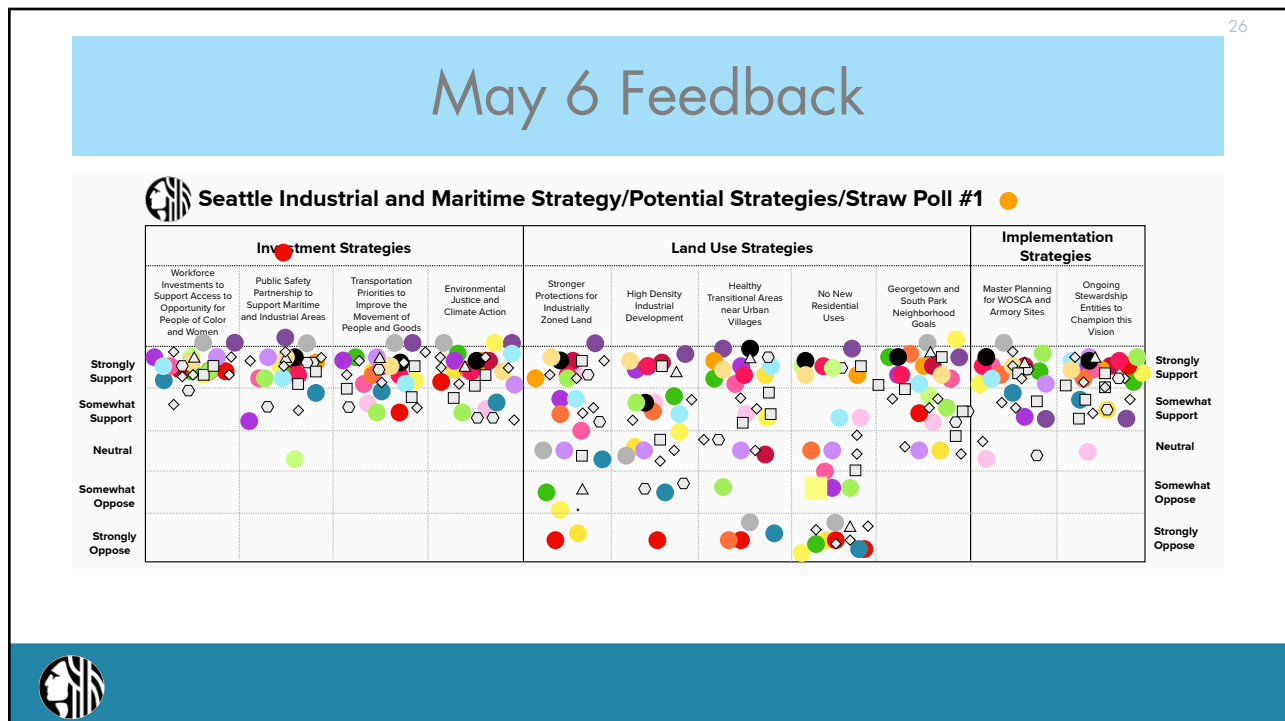 26
May 6 Feedback
Seattle Industrial and Maritime Strategy/Potential Strategies/Straw Poll #1
Investment Strategies
Land Use Strategies
Implementation
Strategies
Workforce
Investments to
Support Access to
Opportunity for
People of Color
and Women
Public Safety
Partnership to
Support Maritime
and Industrial Areas
Transportation
Priorities to
Improve the
Movement of
People and Goods
Environmental
Justice and
Climate Action
Stronger
Protections for
Industrially
Zoned Land
High Density
Industrial
Development
Healthy
Transitional Areas
near Urban
Villages
No New
Residential
Uses
Georgetown and
South Park
Neighborhood
Goals
Master Planning
for WOSCA and
Armory Sites
Ongoing
Stewardship
Entities to
Champion this
Vision
Strongly
Support
Somewhat
Support
Neutral
Somewhat
Oppose
Strongly
Oppose
Strongly
Support
Somewhat
Support
Neutral
Somewhat
Oppose
Strongly
Oppose